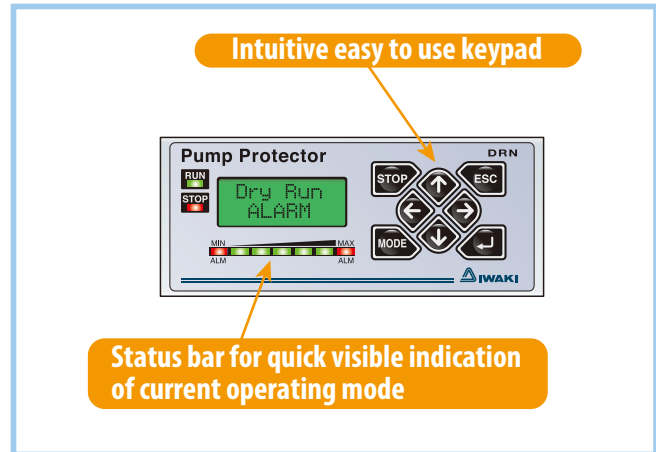 Intuitive easy to use keypad
Pump Protector
DRN
RUN
STOP
Dry Run
ALARM
STOP
ESC
MODE
MIN
MAX
ALM
ALM
IWAKI
Status bar for quick visible indication
of current operating mode